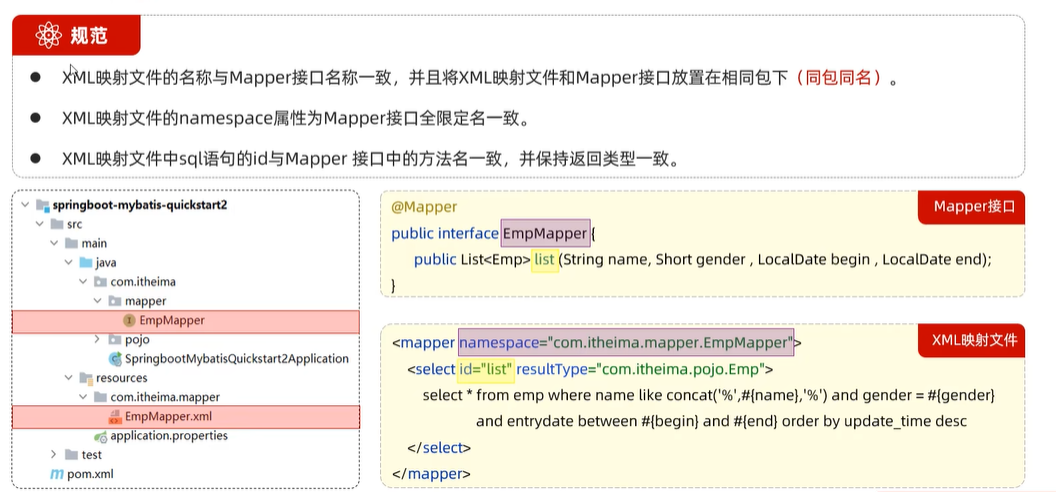 规范
XML映射文件的名称与Mapper接口名称一致，并且将XML映射文件和Mapper接口放置在相同包下（同包同名）。
XML映射文件的namespace属性为Mapper接口全限定名一致。
XML映射文件中sql语句的id与Mapper 接口中的方法名一致，并保持返回类型一致。
springboot-mybatis-quickstart2
src
main
java
com.itheima
mapper
EmpMapper
pojo
SpringbootMybatisQuickstart2Application
resources
com.itheima.mapper
EmpMapper.xml
application.properties
test
pom.xml
Mapper接口
@Mapper
public interface EmpMapper {
public List<Emp> list (String name, Short gender , LocalDate begin , LocalDate end);
}
XML映射文件
<mapper namespace="com.itheima.mapper.EmpMapper">
<select id="list" resultType="com.itheima.pojo.Emp">
select * from emp where name like concat('%',#{name},'%') and gender = #{gender}
and entrydate between #{begin} and #{end} order by update_time desc
</select>
</mapper>